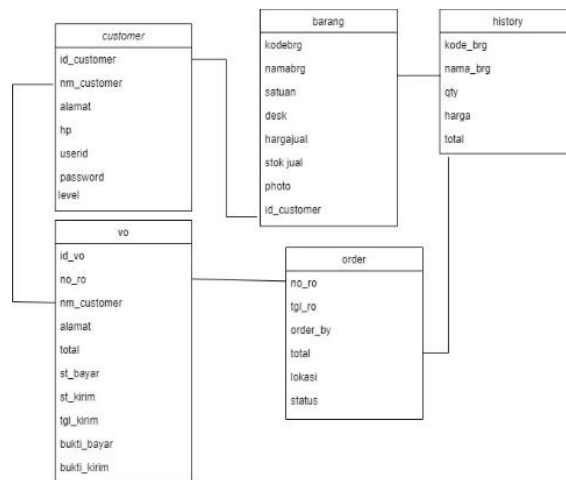 customer
id_customer
nm_customer
alamat
hp
userid
password
level
barang
kodebrg
namabrg
satuan
desk
hargajual
stok jual
photo
id_customer
history
kode_brg
nama_brg
qty
harga
total
vo
id_vo
no_ro
nm_customer
alamat
total
st_bayar
st_kirim
tgl_kirim
bukti_bayar
bukti_kirim
order
no_ro
tgl_ro
order_by
total
lokasi
status